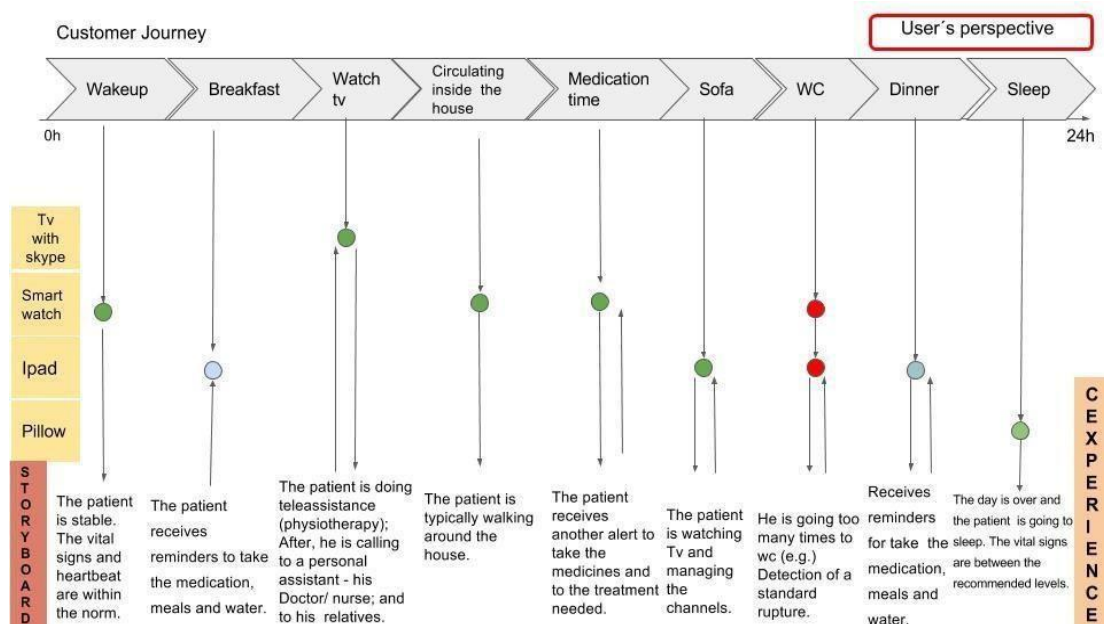 Customer Journey
User´s perspective
Wakeup
Breakfast
Watch
tv
Circulating
inside the
house
Medication
time
Sofa
WC
Dinner
Sleep
0h
24h
Tv
with
skype
Smart
watch
Ipad
Pillow
STORYBOARD
CEXPERIENCE
The patient
is stable.
The vital
signs and
heartbeat
are within
the norm.
The patient
receives
reminders to take
the medication,
meals and water.
The patient is doing
teleassistance
(physiotherapy);
After, he is calling
to a personal
assistant - his
Doctor/ nurse; and
to his relatives.
The patient is
typically walking
around the
house.
The patient
receives
another alert to
take the
medicines and
to the treatment
needed.
The patient
is watching
Tv and
managing
the
channels.
He is going too
many times to
wc (e.g.)
Detection of a
standard
rupture.
Receives
reminders
for take the
medication,
meals and
water.
The day is over and
the patient is going to
sleep. The vital signs
are between the
recommended levels.